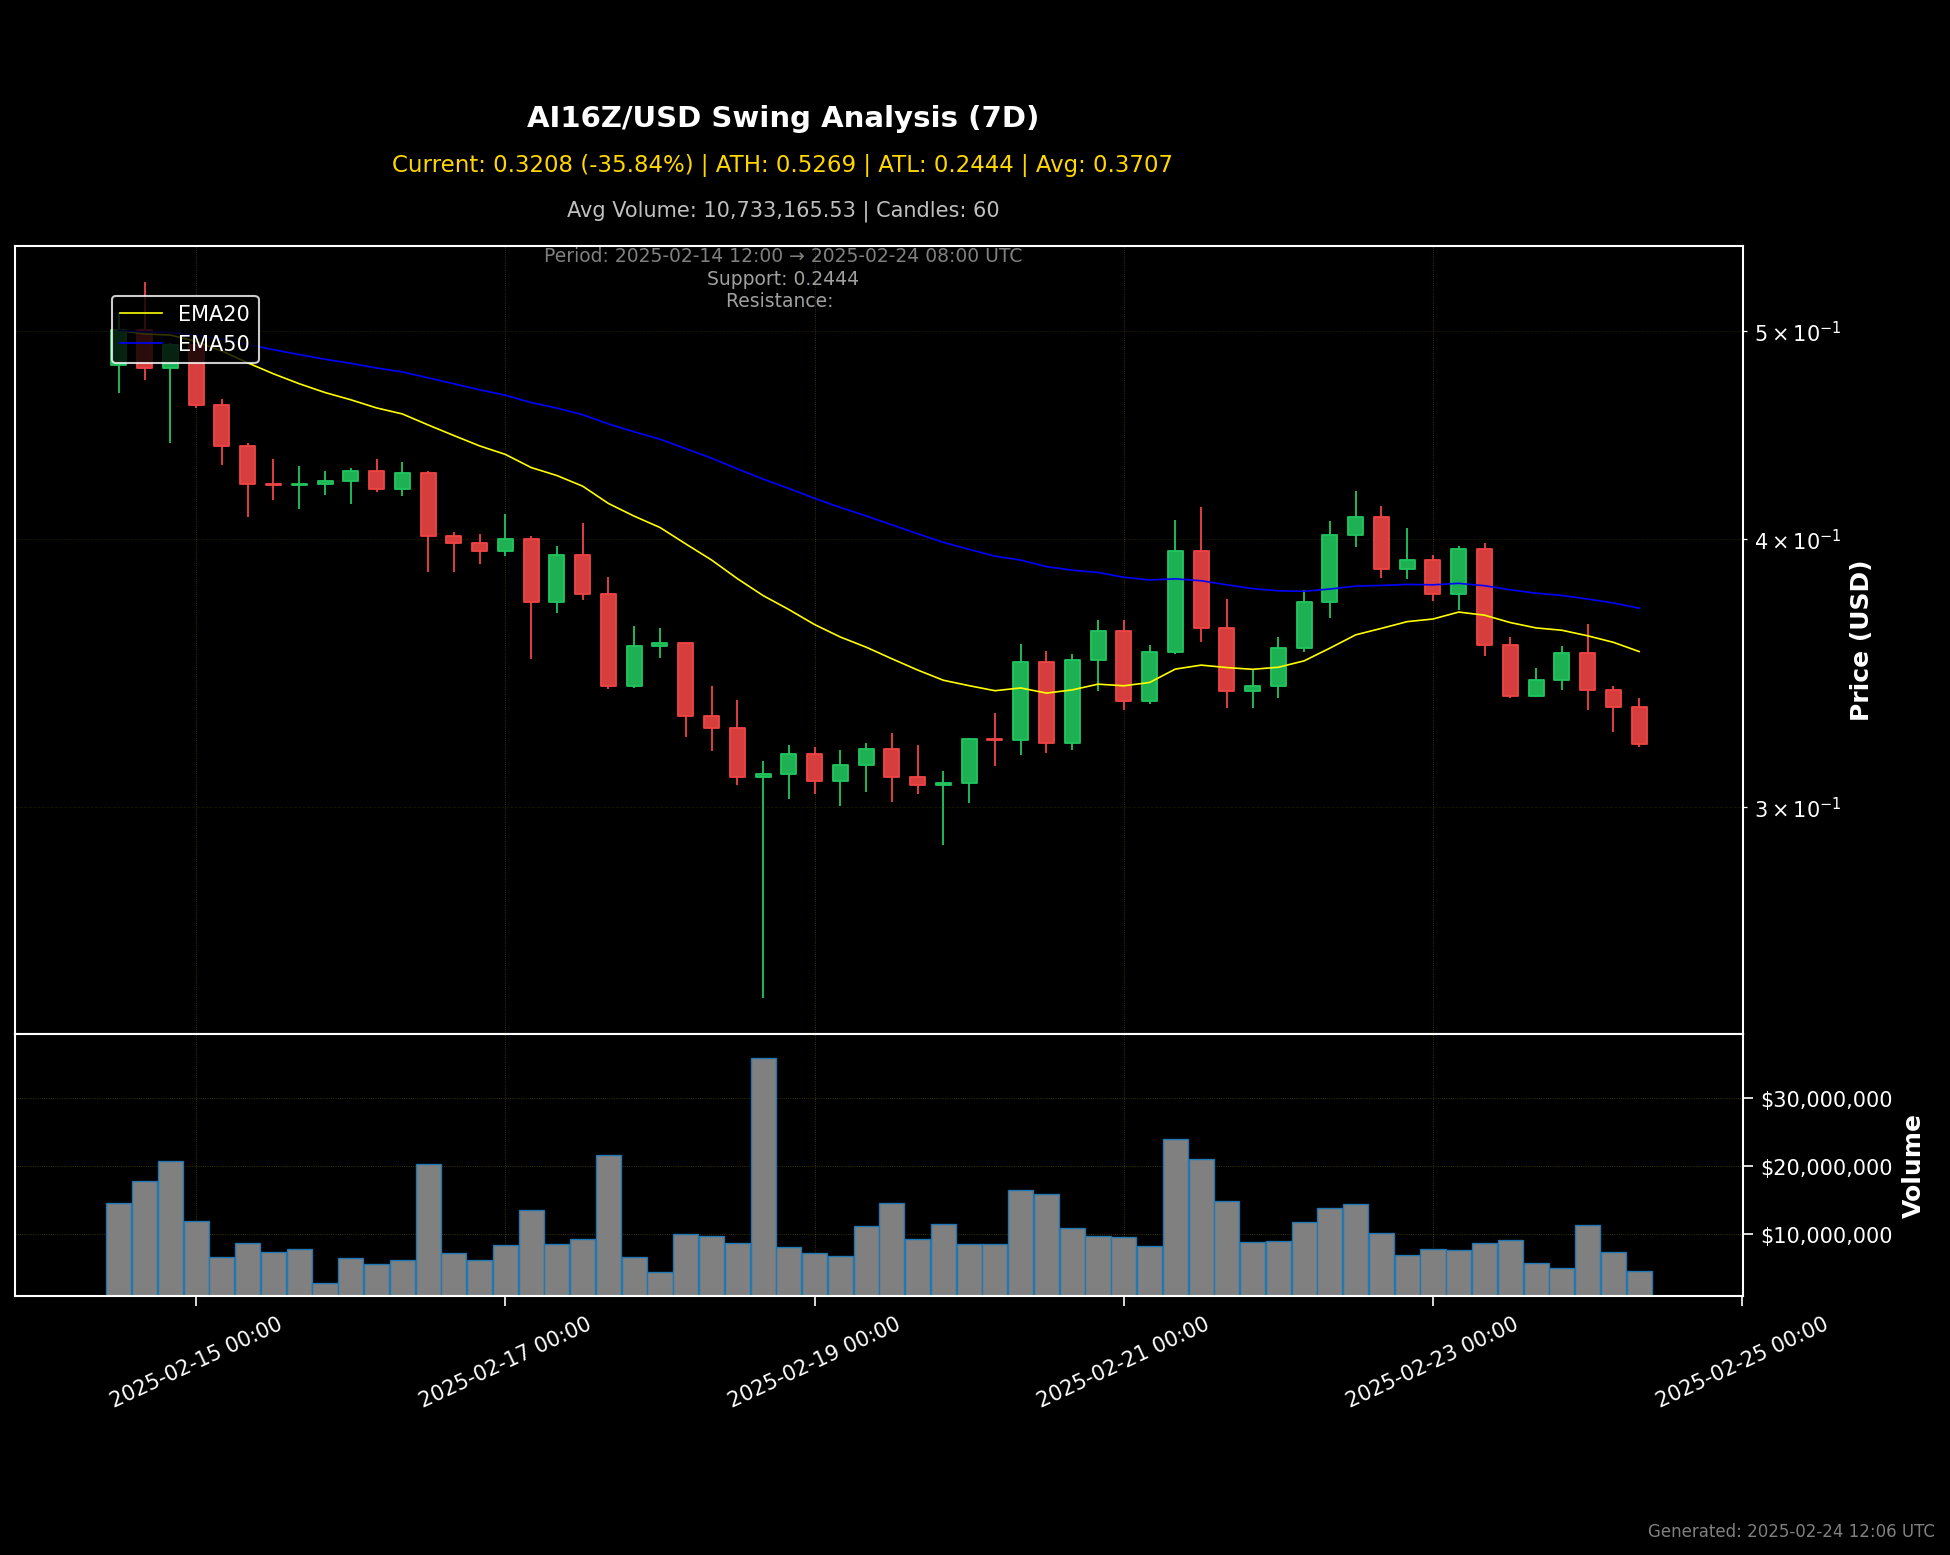 AI16Z/USD Swing Analysis (7D)
Current: 0.3208 (-35.84%) | ATH: 0.5269 | ATL: 0.2444 | Avg: 0.3707
Avg Volume: 10,733,165.53 | Candles: 60
Period: 2025-02-14 12:00 → 2025-02-24 08:00 UTC
Support: 0.2444
Resistance:
EMA20
EMA50
5 × 10⁻¹
4 × 10⁻¹
3 × 10⁻¹
Price (USD)
$30,000,000
$20,000,000
$10,000,000
Volume
2025-02-15 00:00
2025-02-17 00:00
2025-02-19 00:00
2025-02-21 00:00
2025-02-23 00:00
2025-02-25 00:00
Generated: 2025-02-24 12:06 UTC